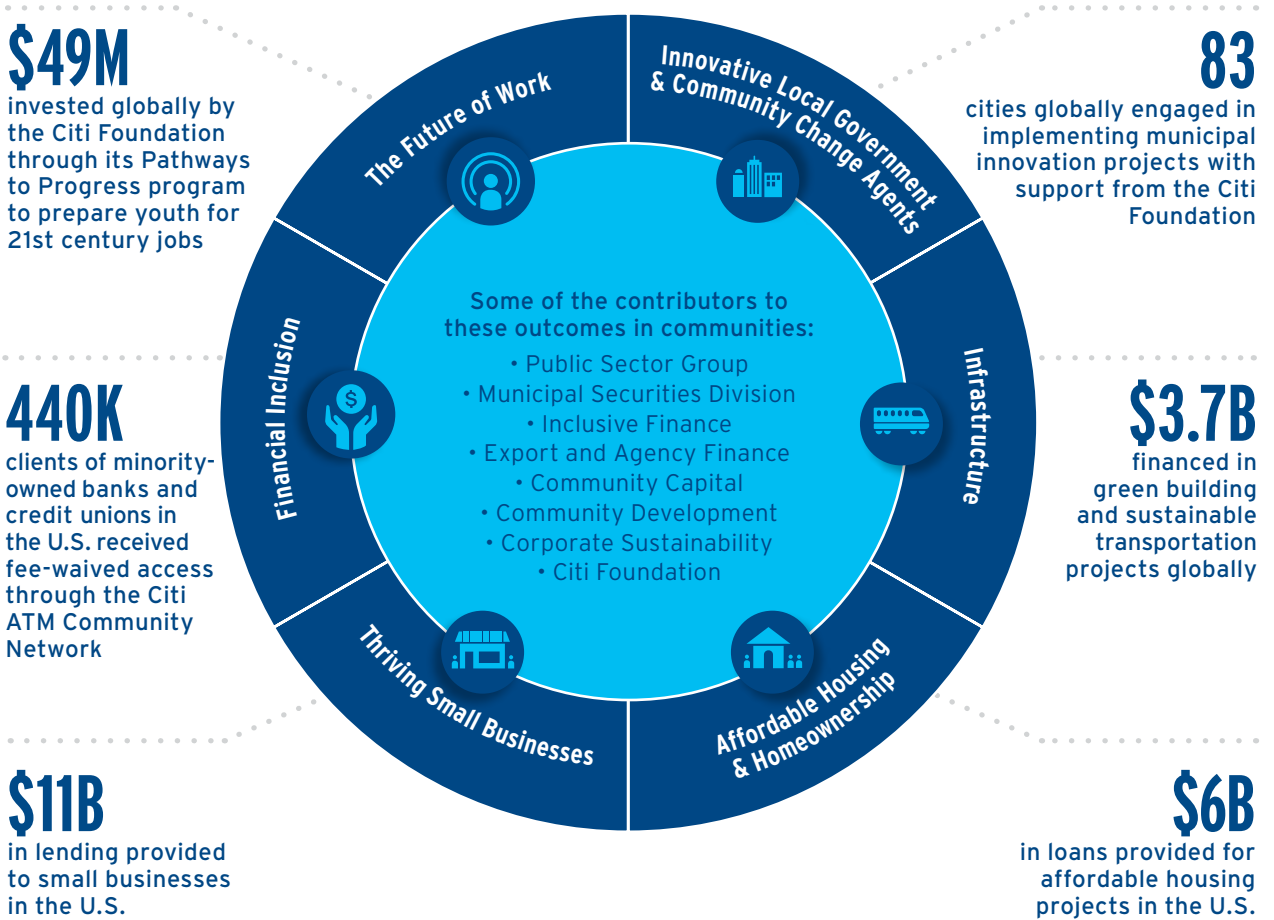 $49M
invested globally by
the Citi Foundation
through its Pathways
to Progress program
to prepare youth for
21st century jobs
440K
clients of minority-
owned banks and
credit unions in
the U.S. received
fee-waived access
through the Citi
ATM Community
Network
$11B
in lending provided
to small businesses
in the U.S.
The Future of Work
Innovative Local Government
& Community Change Agents
Financial Inclusion
Infrastructure
Thriving Small Businesses
Affordable Housing
& Homeownership
$
Some of the contributors to
these outcomes in communities:
• Public Sector Group
• Municipal Securities Division
• Inclusive Finance
• Export and Agency Finance
• Community Capital
• Community Development
• Corporate Sustainability
• Citi Foundation
83
cities globally engaged in
implementing municipal
innovation projects with
support from the Citi
Foundation
$3.7B
financed in
green building
and sustainable
transportation
projects globally
$6B
in loans provided for
affordable housing
projects in the U.S.